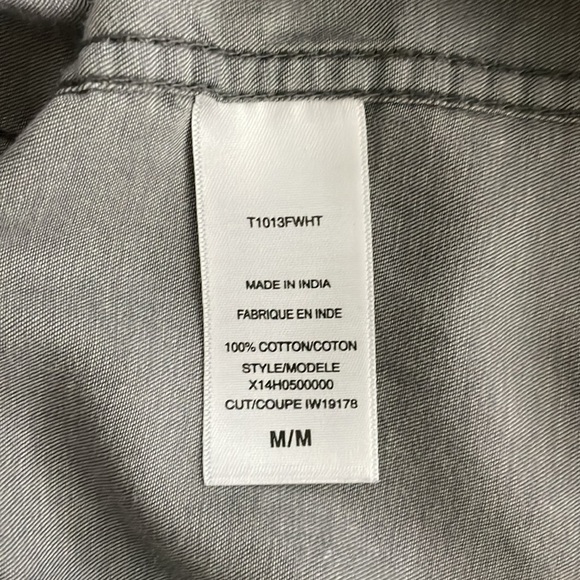 T1013FWHT
MADE IN INDIA
FABRIQUE EN INDE
100% COTTON/COTON
STYLE/MODELE
X14H0500000
CUT/COUPE IW19178
M/M